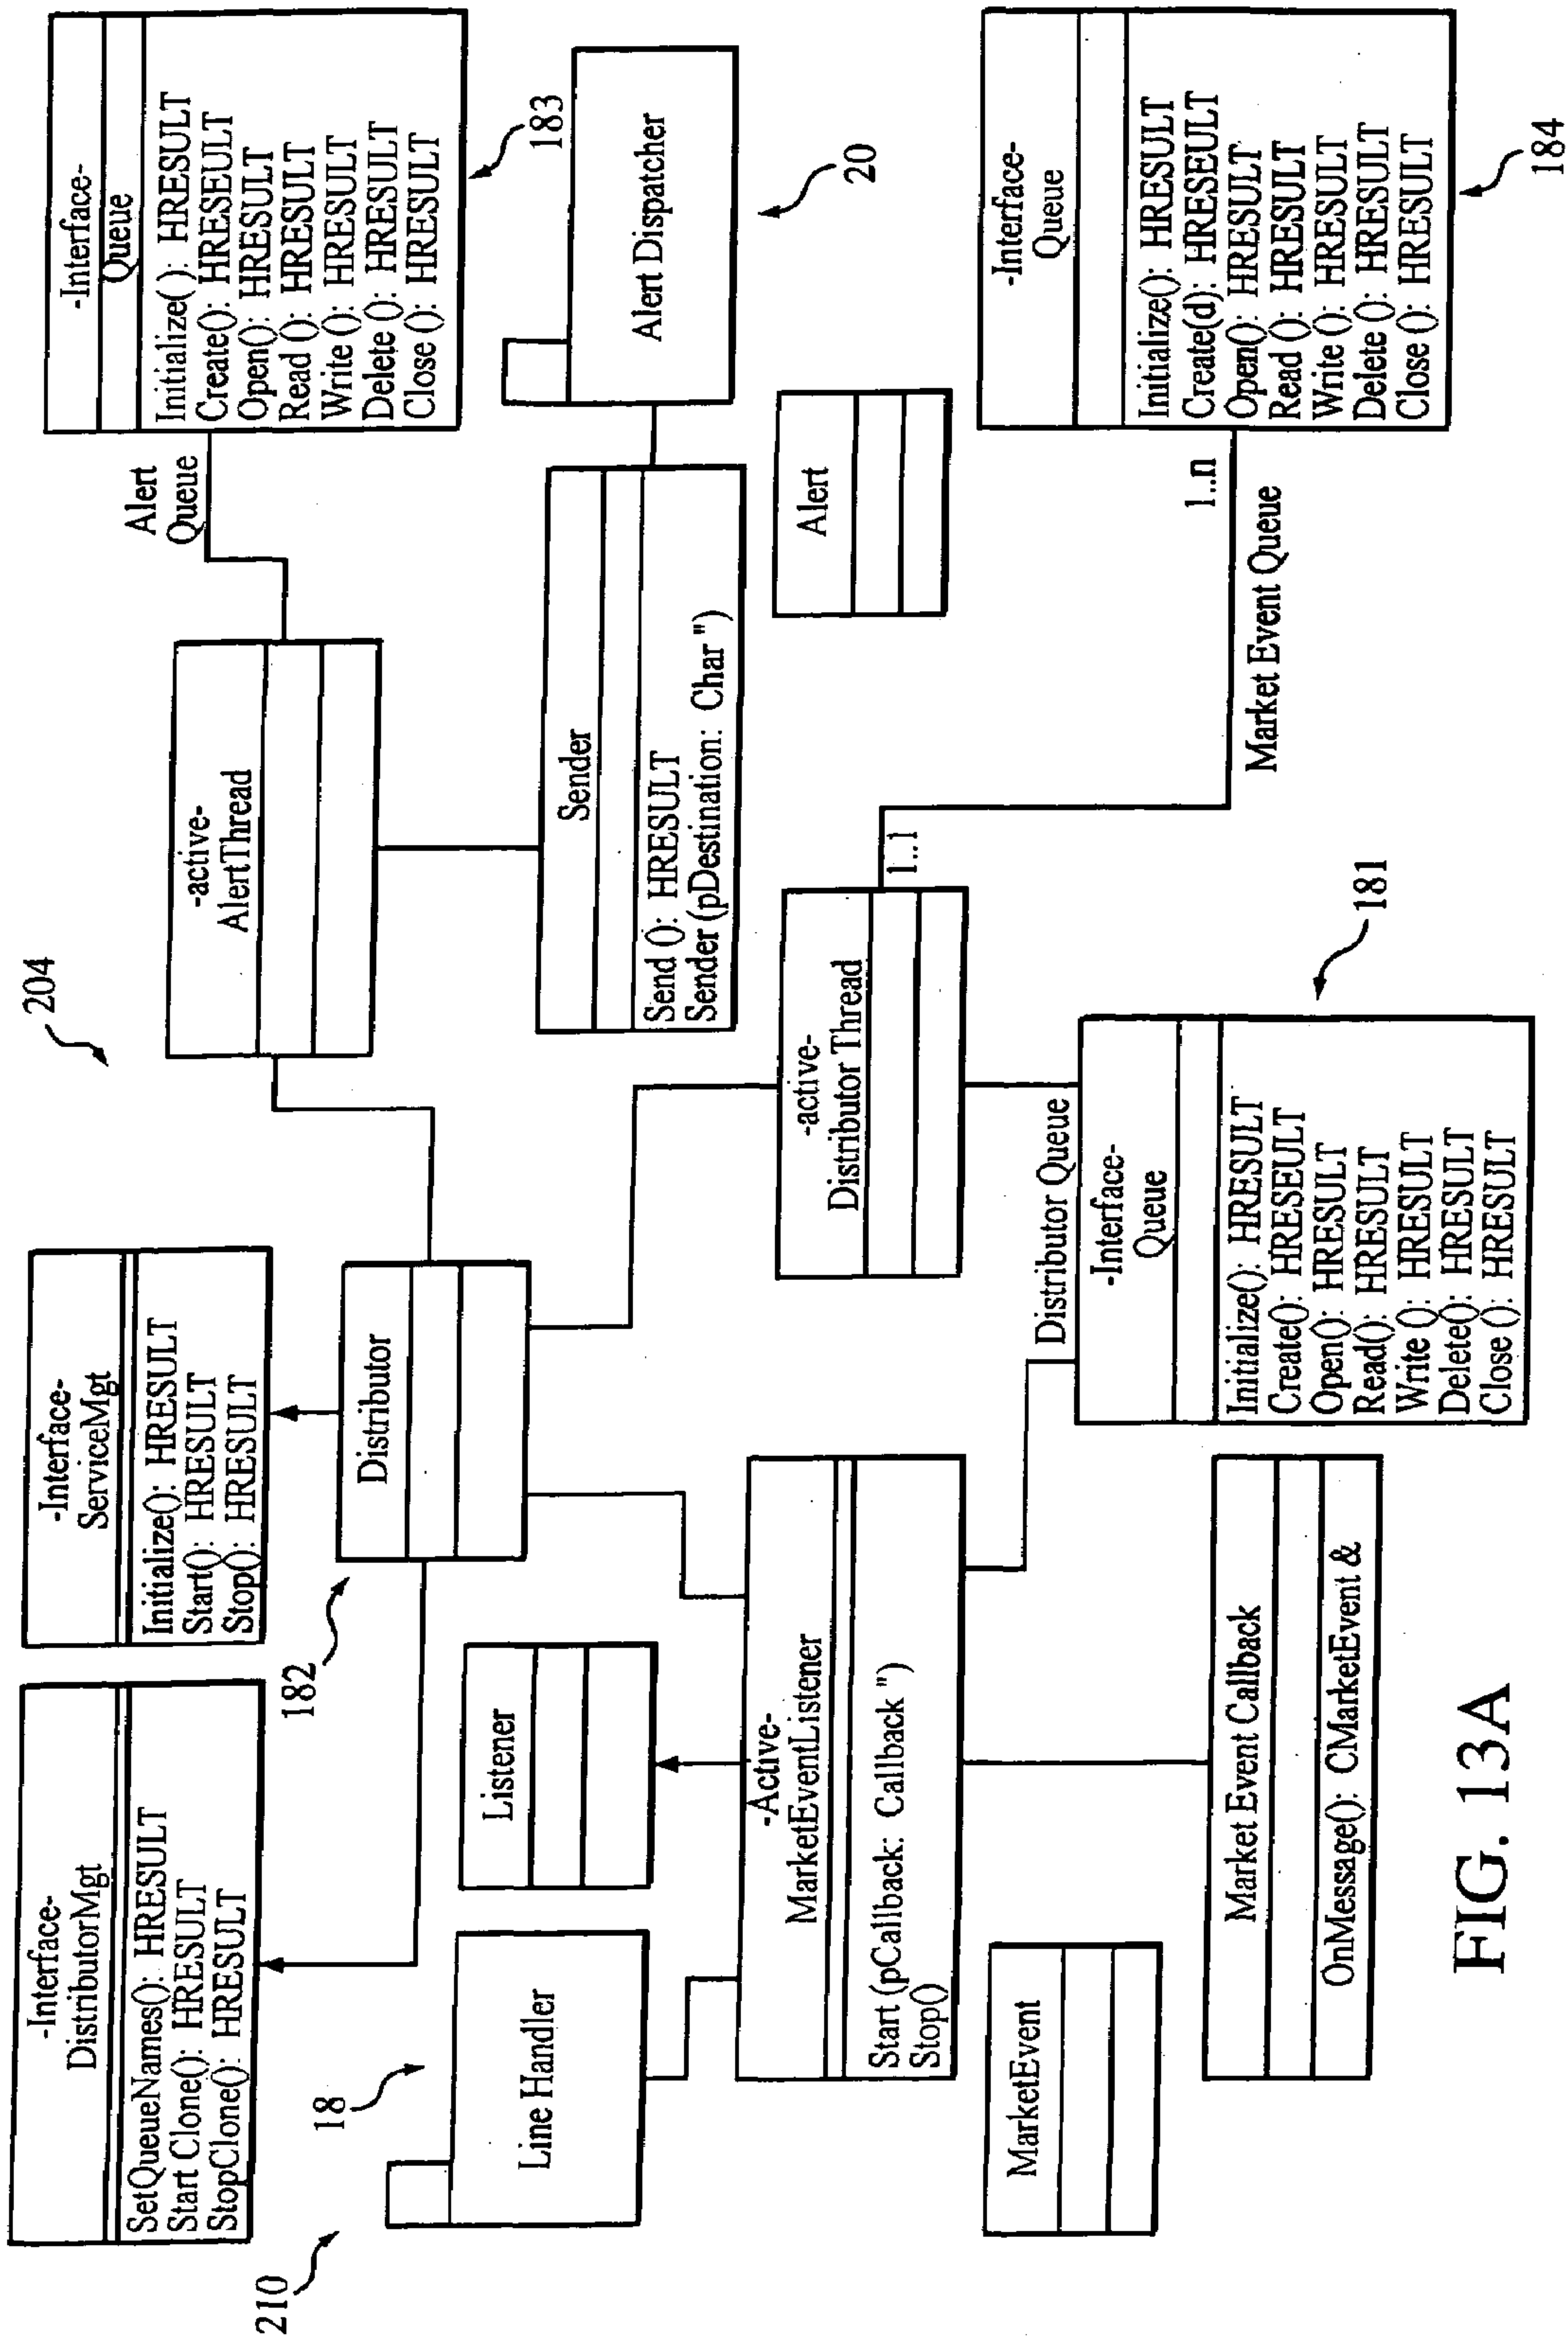 210
-Interface-
DistributorMgt
SetQueueNames(): HRESULT
Start Clone(): HRESULT
StopClone(): HRESULT
-Interface-
ServiceMgt
Initialize(): HRESULT
Start(): HRESULT
Stop(): HRESULT
204
-active-
AlertThread
Alert
Queue
-Interface-
Queue
Initialize(): HRESULT
Create(): HRESEULT
Open(): HRESULT
Read (): HRESULT
Write (): HRESULT
Delete (): HRESULT
Close (): HRESULT
183
18
Line Handler
Listener
182
Distributor
Sender
Send (): HRESULT
Sender (pDestination: Char ")
Alert Dispatcher
20
-Active-
MarketEventListener
Start (pCallback: Callback ")
Stop()
-active-
Distributor Thread
1..1
Alert
MarketEvent
Market Event Callback
OnMessage(): CMarketEvent &
Distributor Queue
-Interface-
Queue
Initialize(): HRESULT
Create(): HRESEULT
Open(): HRESULT
Read(): HRESULT
Write (): HRESULT
Delete(): HRESULT
Close (): HRESULT
181
Market Event Queue
1..n
-Interface-
Queue
Initialize(): HRESULT
Create(d): HRESEULT
Open(): HRESULT
Read (): HRESULT
Write (): HRESULT
Delete (): HRESULT
Close (): HRESULT
184
FIG. 13A